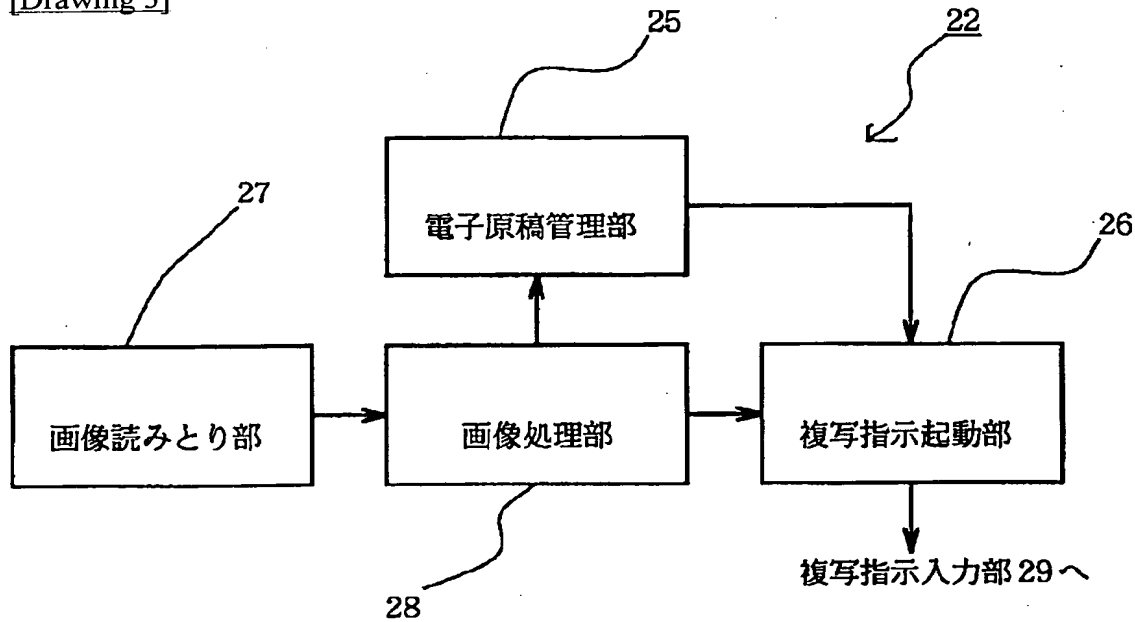 [Drawing 3]
25
22
27
電子原稿管理部
26
画像読みとり部
画像処理部
複写指示起動部
複写指示入力部29へ
28